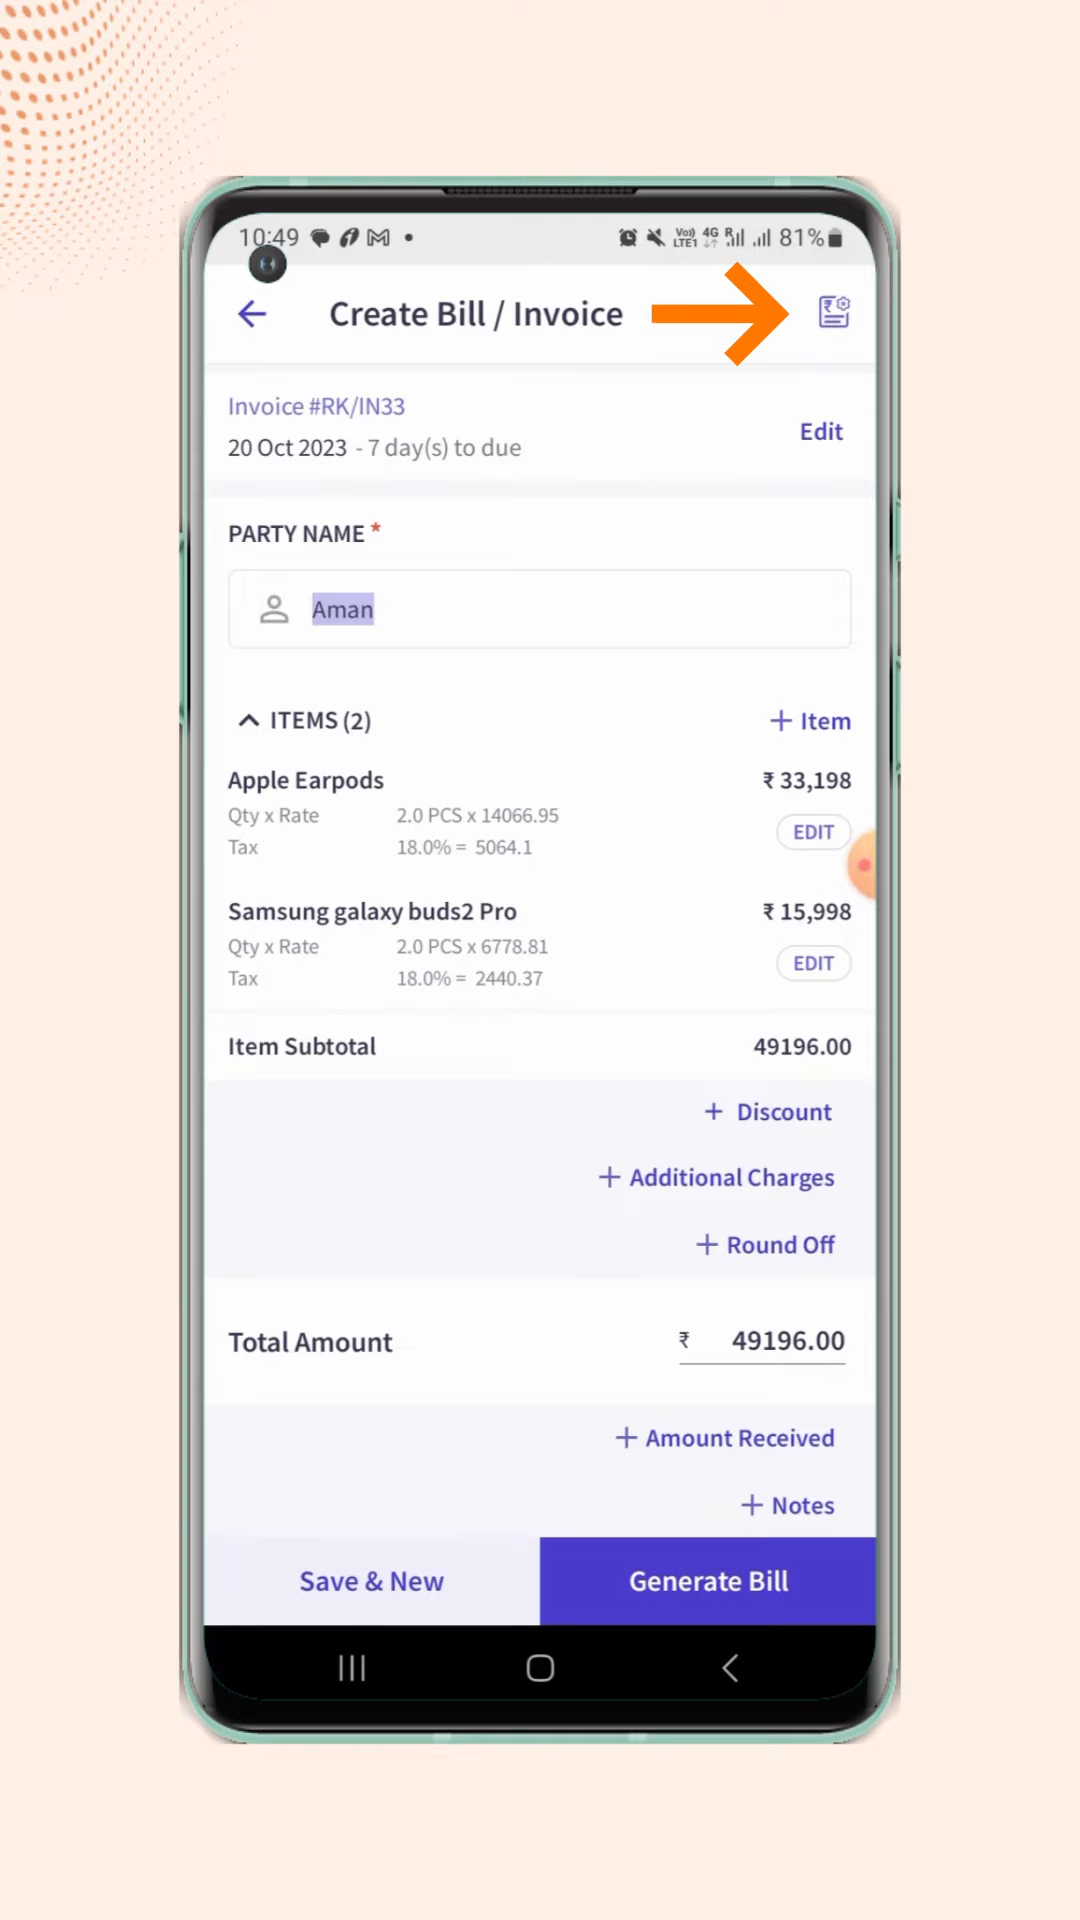 10:49 Vo)) LTE1 4G R 81%
Create Bill / Invoice
Invoice #RK/IN33
20 Oct 2023 - 7 day(s) to due
Edit
PARTY NAME *
Aman
ITEMS (2) + Item
Apple Earpods ₹ 33,198
Qty x Rate 2.0 PCS x 14066.95
EDIT
Tax 18.0% = 5064.1
Samsung galaxy buds2 Pro ₹ 15,998
Qty x Rate 2.0 PCS x 6778.81
EDIT
Tax 18.0% = 2440.37
Item Subtotal 49196.00
+ Discount
+ Additional Charges
+ Round Off
Total Amount ₹ 49196.00
+ Amount Received
+ Notes
Save & New Generate Bill